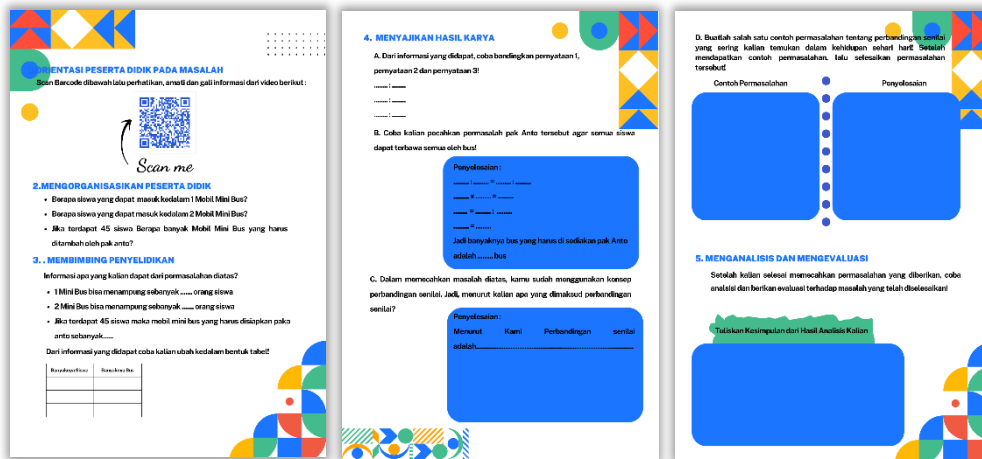 ORIENTASI PESERTA DIDIK PADA MASALAH
Scan Barcode dibawah lalu perhatikan, amati dan gali informasi dari video berikut :
Scan me
2.MENGORGANISASIKAN PESERTA DIDIK
• Berapa siswa yang dapat masuk kedalam 1 Mobil Mini Bus?
• Berapa siswa yang dapat masuk kedalam 2 Mobil Mini Bus?
• Jika terdapat 45 siswa Berapa banyak Mobil Mini Bus yang harus
ditambah oleh pak anto?
3. . MEMBIMBING PENYELIDIKAN
Informasi apa yang kalian dapat dari permasalahan diatas?
• 1 Mini Bus bisa menampung sebanyak ...... orang siswa
• 2 Mini Bus bisa menampung sebanyak ...... orang siswa
• Jika terdapat 45 siswa maka mobil mini bus yang harus disiapkan paka
anto sebanyak......
Dari informasi yang didapat coba kalian ubah kedalam bentuk tabel!
Banyaknya Siswa Banyaknya Bus
4. MENYAJIKAN HASIL KARYA
A. Dari informasi yang didapat, coba bandingkan pernyataan 1,
pernyataan 2 dan pernyataan 3!
........ : ........
........ : ........
........ : ........
B. Coba kalian pecahkan permasalah pak Anto tersebut agar semua siswa
dapat terbawa semua oleh bus!
Penyelesaian :
........ : ........ = ........ : ........
........ x ........ = ........
........ = ........ : ........
........ = ........
Jadi banyaknya bus yang harus di sediakan pak Anto
adalah ........ bus
C. Dalam memecahkan masalah diatas, kamu sudah menggunakan konsep
perbandingan senilai. Jadi, menurut kalian apa yang dimaksud perbandingan
senilai?
Penyelesaian :
Menurut Kami Perbandingan senilai
adalah..............................................................
D. Buatlah salah satu contoh permasalahan tentang perbandingan senilai
yang sering kalian temukan dalam kehidupan sehari hari! Setelah
mendapatkan contoh permasalahan, lalu selesaikan permasalahan
tersebut!
Contoh Permasalahan Penyelesaian
5. MENGANALISIS DAN MENGEVALUASI
Setelah kalian selesai memecahkan permasalahan yang diberikan, coba
analisi dan berikan evaluasi terhadap masalah yang telah diselesaikan!
Tuliskan Kesimpulan dari Hasil Analisis Kalian